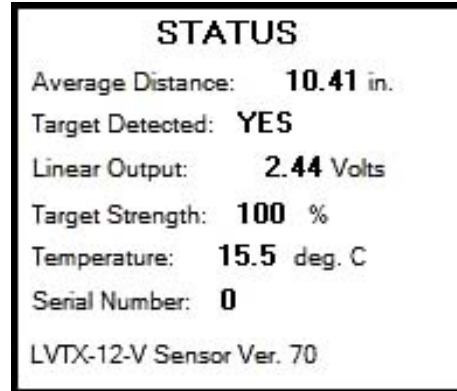 STATUS
Average Distance: 10.41 in.
Target Detected: YES
Linear Output: 2.44 Volts
Target Strength: 100 %
Temperature: 15.5 deg. C
Serial Number: 0
LVTX-12-V Sensor Ver. 70